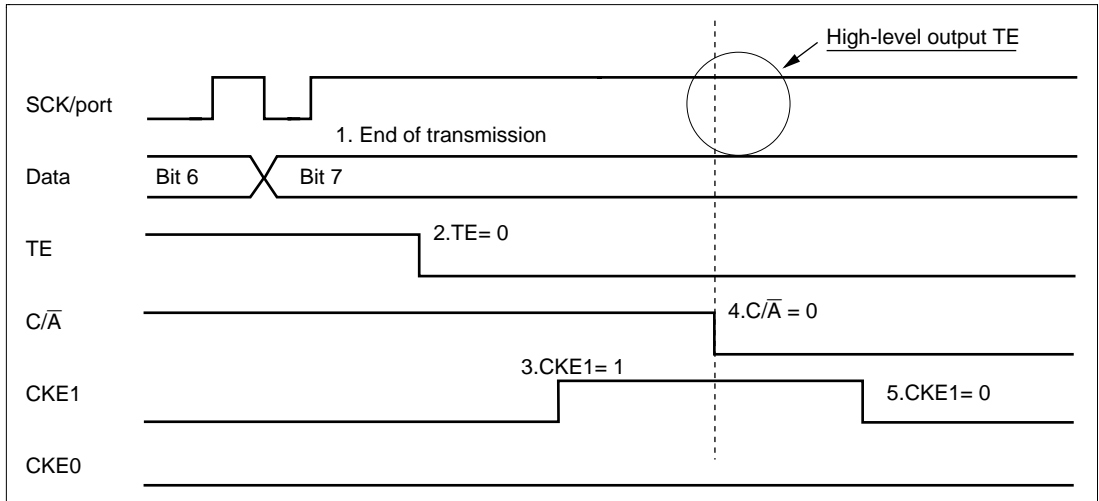 High-level output TE
SCK/port
1. End of transmission
Data
Bit 6
Bit 7
TE
2.TE= 0
C/A̅
4.C/A̅ = 0
3.CKE1= 1
CKE1
5.CKE1= 0
CKE0